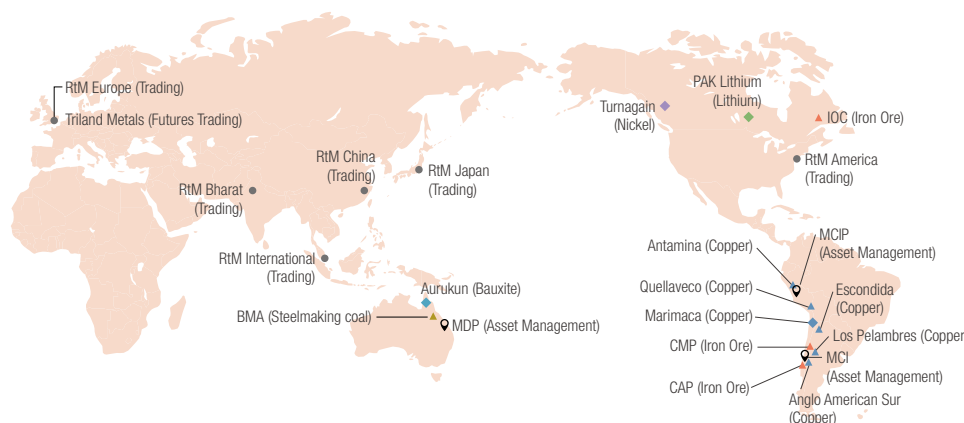 RtM Europe (Trading)
Triland Metals (Futures Trading)
RtM China
(Trading)
RtM Japan
(Trading)
RtM Bharat
(Trading)
RtM International
(Trading)
Aurukun (Bauxite)
BMA (Steelmaking coal)
MDP (Asset Management)
PAK Lithium
(Lithium)
Turnagain
(Nickel)
IOC (Iron Ore)
RtM America
(Trading)
MCIP
(Asset Management)
Antamina (Copper)
Quellaveco (Copper)
Escondida
(Copper)
Marimaca (Copper)
Los Pelambres (Copper
CMP (Iron Ore)
MCI
(Asset Management)
CAP (Iron Ore)
Anglo American Sur
(Copper)